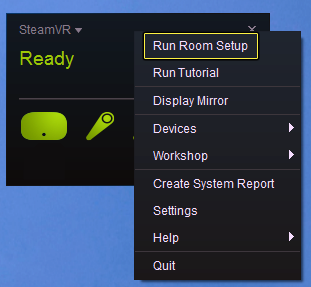 SteamVR
Ready
Run Room Setup
Run Tutorial
Display Mirror
Devices
Workshop
Create System Report
Settings
Help
Quit